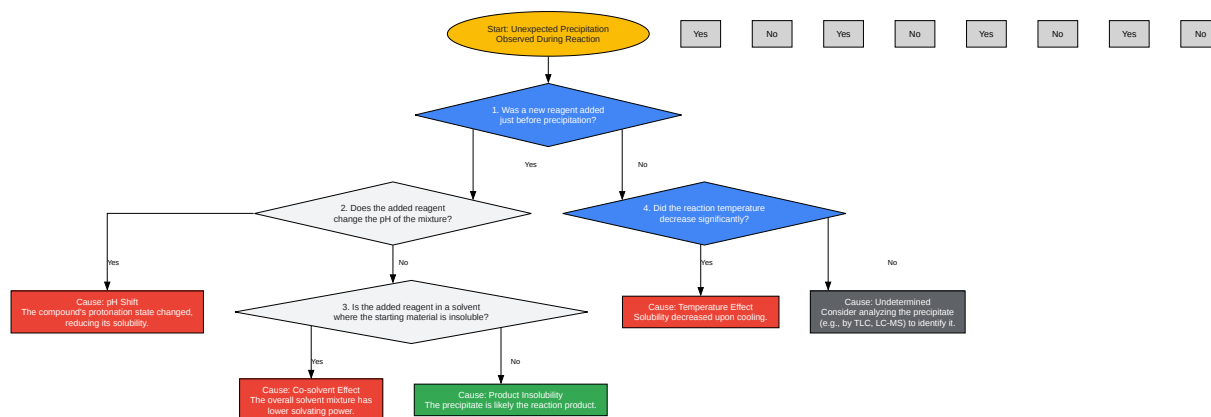 Start: Unexpected Precipitation
Observed During Reaction
Yes
No
Yes
No
Yes
No
Yes
No
1. Was a new reagent added
just before precipitation?
Yes
No
2. Does the added reagent
change the pH of the mixture?
4. Did the reaction temperature
decrease significantly?
Yes
No
Yes
No
Cause: pH Shift
The compound's protonation state changed,
reducing its solubility.
3. Is the added reagent in a solvent
where the starting material is insoluble?
Cause: Temperature Effect
Solubility decreased upon cooling.
Cause: Undetermined
Consider analyzing the precipitate
(e.g., by TLC, LC-MS) to identify it.
Yes
No
Cause: Co-solvent Effect
The overall solvent mixture has
lower solvating power.
Cause: Product Insolubility
The precipitate is likely the reaction product.